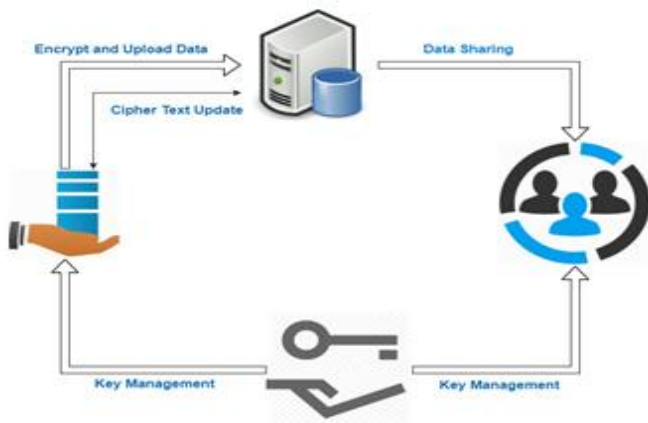 Encrypt and Upload Data
Data Sharing
Cipher Text Update
Key Management
Key Management